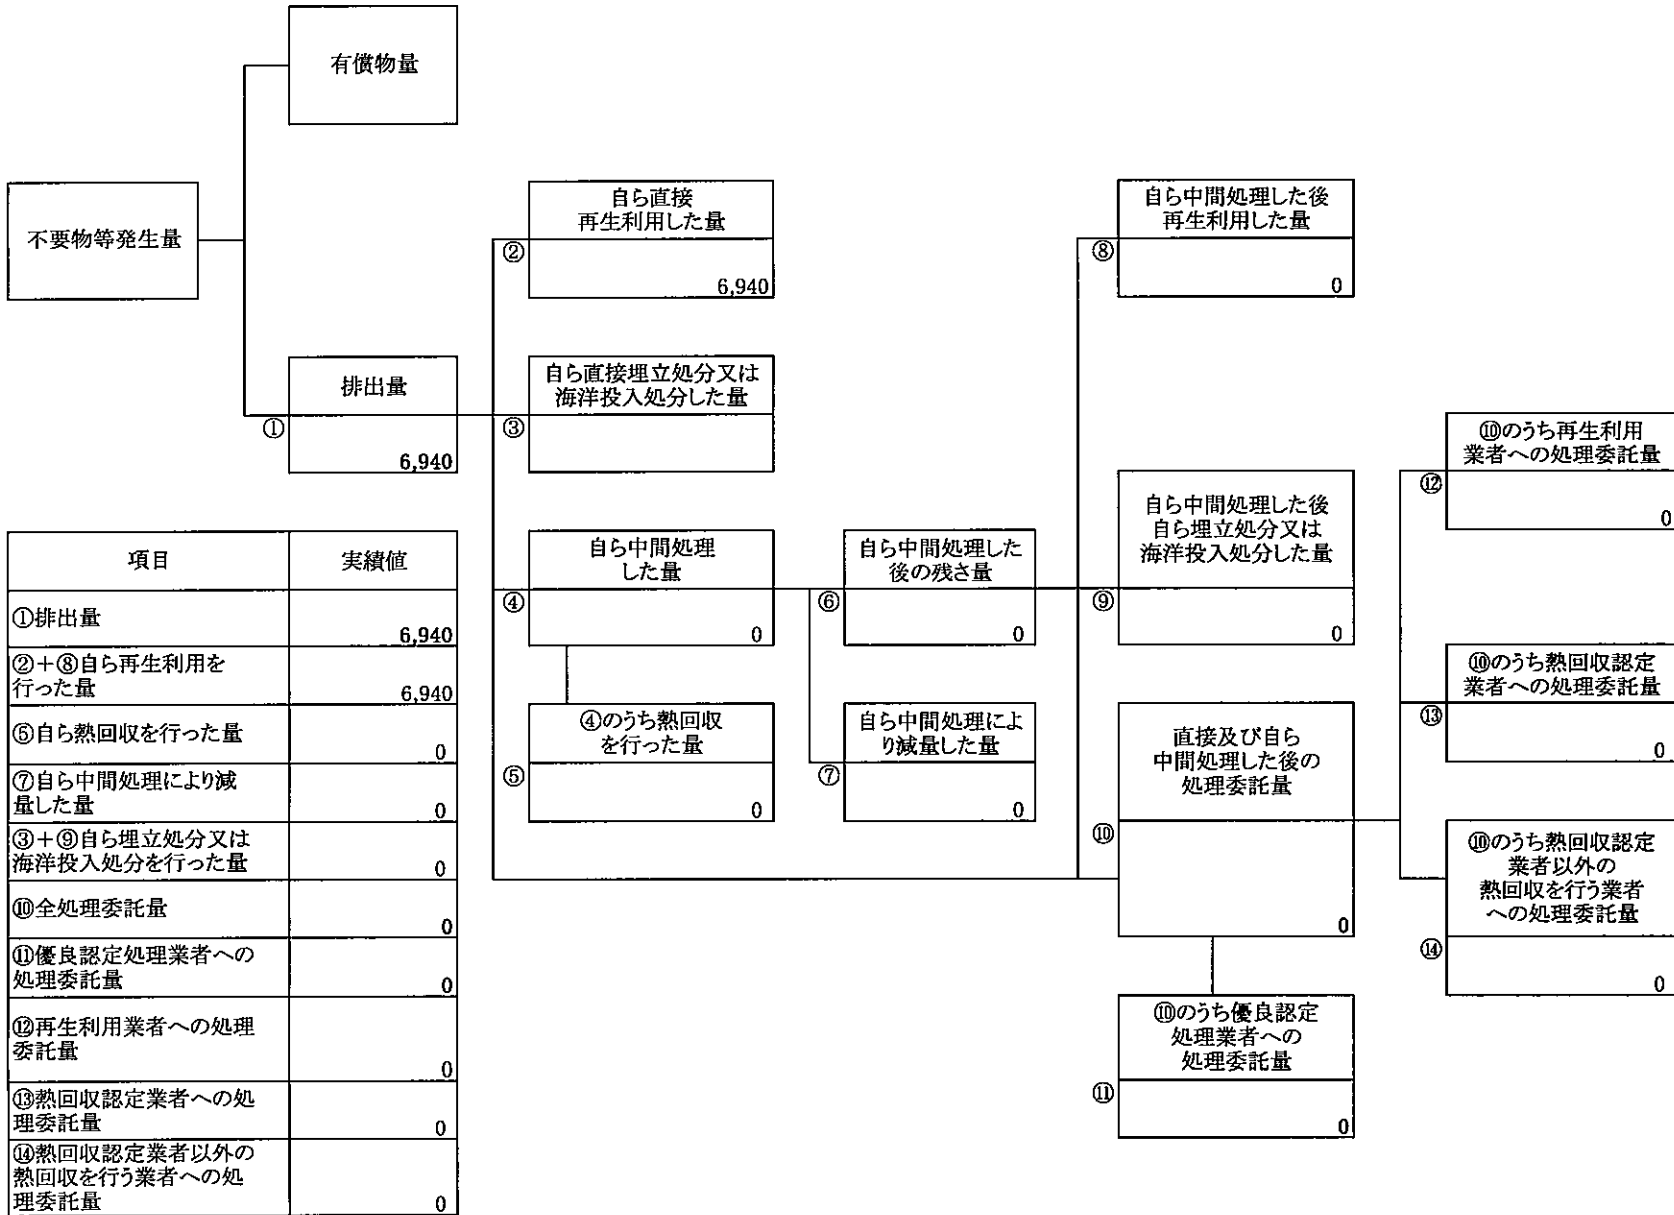 有償物量
不要物等発生量
自ら直接
再生利用した量
②
6,940
自ら中間処理した後
再生利用した量
⑧
0
排出量
①
6,940
自ら直接埋立処分又は
海洋投入処分した量
③
⑩のうち再生利用
業者への処理委託量
⑫
0
自ら中間処理
した量
④
0
自ら中間処理した
後の残さ量
⑥
0
自ら中間処理した後
自ら埋立処分又は
海洋投入処分した量
⑨
0
⑩のうち熱回収認定
業者への処理委託量
⑬
0
④のうち熱回収
を行った量
⑤
0
自ら中間処理によ
り減量した量
⑦
0
直接及び自ら
中間処理した後の
処理委託量
⑩
0
⑩のうち熱回収認定
業者以外の
熱回収を行う業者
への処理委託量
⑭
0
⑩のうち優良認定
処理業者への
処理委託量
⑪
0
項目 実績値
①排出量 6,940
②+⑧自ら再生利用を
行った量 6,940
⑤自ら熱回収を行った量 0
⑦自ら中間処理により減
量した量 0
③+⑨自ら埋立処分又は
海洋投入処分を行った量 0
⑩全処理委託量 0
⑪優良認定処理業者への
処理委託量 0
⑫再生利用業者への処理
委託量 0
⑬熱回収認定業者への処
理委託量 0
⑭熱回収認定業者以外の
熱回収を行う業者への処
理委託量 0